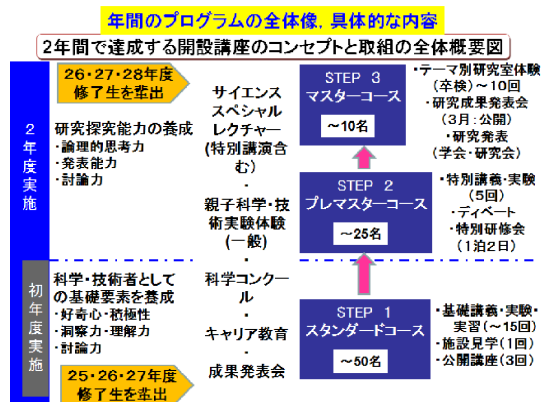 年間のプログラムの全体像，具体的な内容
2年間で達成する開設講座のコンセプトと取組の全体概要図
２年度実施
初年度実施
26・27・28年度
修了生を輩出
研究探究能力の養成
・論理的思考力
・発表能力
・討論力
科学・技術者として
の基礎要素を養成
・好奇心・積極性
・洞察力・理解力
・討論力
25・26・27年度
修了生を輩出
サイエンス
スペシャル
レクチャー
(特別講演含
む)
・
親子科学・技
術実験体験
(一般)
・
科学コンクー
ル
・
キャリア教育
・
成果発表会
STEP 3
マスターコース
～10名
STEP 2
プレマスターコース
～25名
STEP 1
スタンダードコース
～50名
・テーマ別研究室体験
(卒検)～10回
・研究成果発表会
(3月：公開)
・研究発表
(学会・研究会)
・特別講義・実験
(5回)
・ディベート
・特別研修会
(1泊2日)
・基礎講義・実験・
実習(～15回)
・施設見学(1回)
・公開講座(3回)